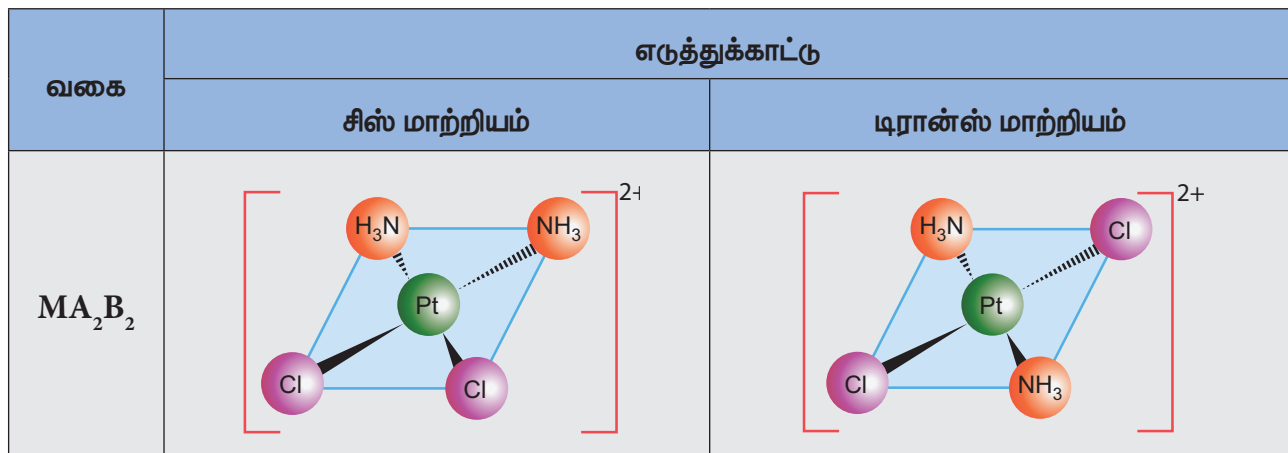 வகை
எடுத்துக்காட்டு
சிஸ் மாற்றியம்
டிரான்ஸ் மாற்றியம்
MA₂B₂
2+
H₃N
NH₃
Pt
Cl
Cl
2+
H₃N
Cl
Pt
Cl
NH₃